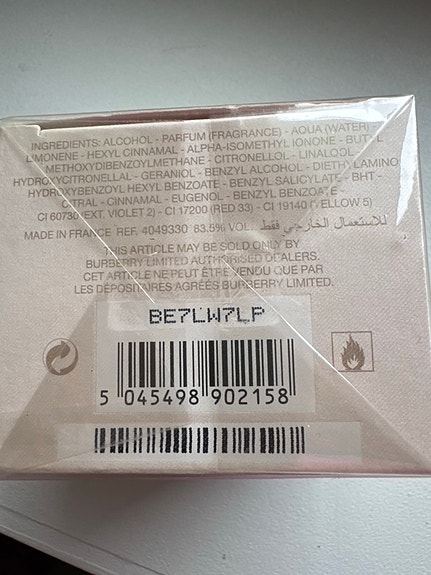 INGREDIENTS: ALCOHOL - PARFUM (FRAGRANCE) - AQUA (WATER) -
LIMONENE - HEXYL CINNAMAL - ALPHA-ISOMETHYL IONONE - BUT L
METHOXYDIBENZOYLMETHANE - CITRONELLOL - LINALOOL -
HYDROXYCITRONELLAL - GERANIOL - BENZYL ALCOHOL - DIETHYLAMINO
HYDROXYBENZOYL HEXYL BENZOATE - BENZYL SALICYLATE - BHT -
CITRAL - CINNAMAL - EUGENOL - BENZYL BENZOATE -
CI 60730 (EXT. VIOLET 2) - CI 17200 (RED 33) - CI 19140 (YELLOW 5)
MADE IN FRANCE REF. 4049330 63.5% VOL. للاستعمال الخارجي فقط
THIS ARTICLE MAY BE SOLD ONLY BY
BURBERRY LIMITED AUTHORISED DEALERS.
CET ARTICLE NE PEUT ÊTRE VENDU QUE PAR
LES DÉPOSITAIRES AGRÉÉS BURBERRY LIMITED.
BE7LW7LP
5 045498 902158